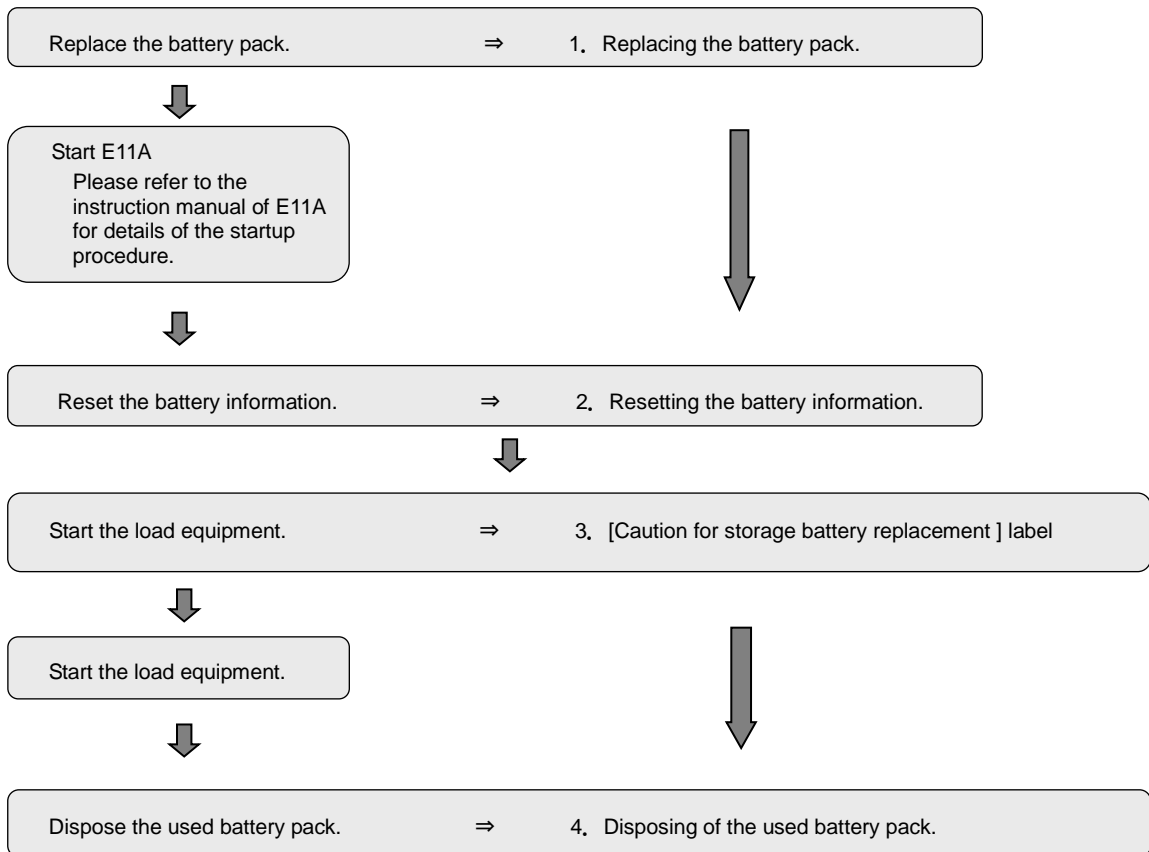 Replace the battery pack. ⇒ 1. Replacing the battery pack.
Start E11A
Please refer to the
instruction manual of E11A
for details of the startup
procedure.
Reset the battery information. ⇒ 2. Resetting the battery information.
Start the load equipment. ⇒ 3. [Caution for storage battery replacement ] label
Start the load equipment.
Dispose the used battery pack. ⇒ 4. Disposing of the used battery pack.